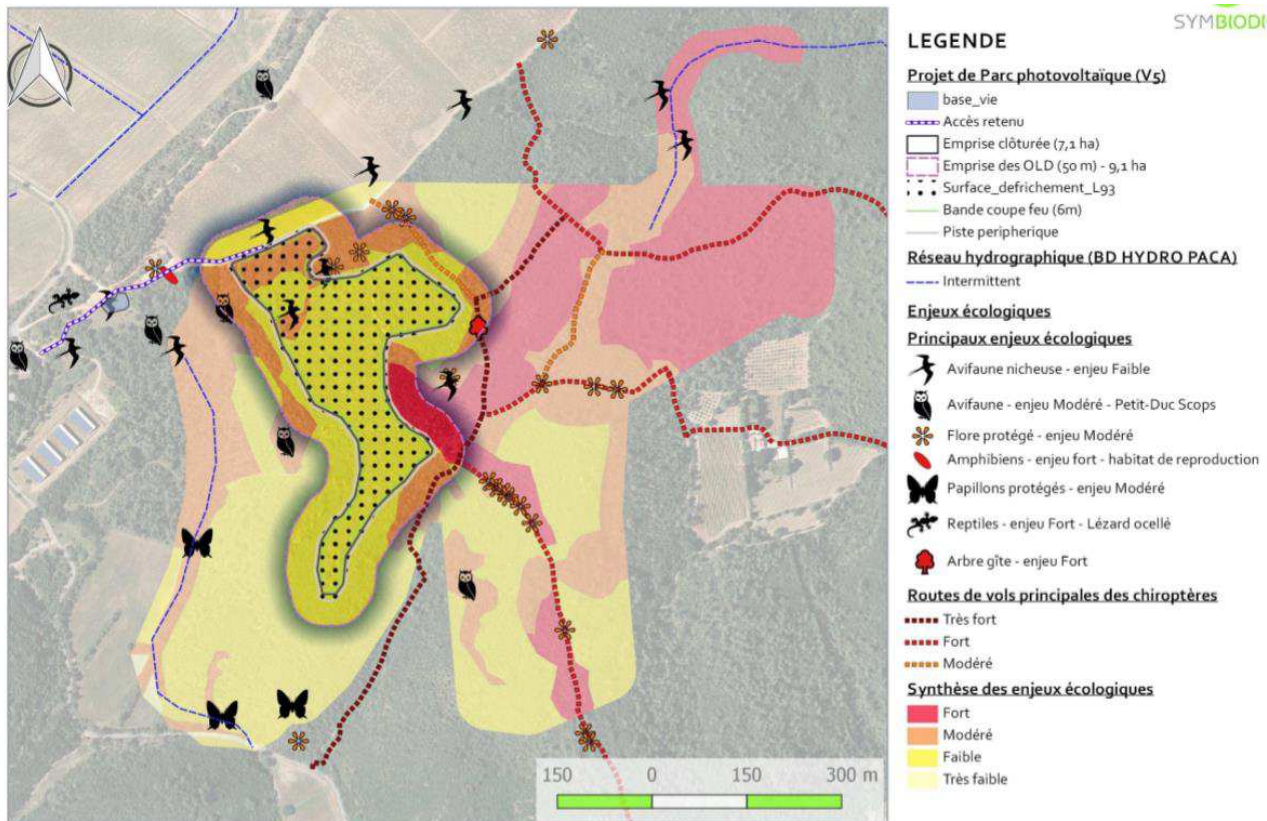 SYMBIODI
LEGENDE
Projet de Parc photovoltaïque (V5)
base_vie
Accès retenu
Emprise clôturée (7,1 ha)
Emprise des OLD (50 m) - 9,1 ha
Surface_defrichement_L93
Bande coupe feu (6m)
Piste peripherique
Réseau hydrographique (BD HYDRO PACA)
Intermittent
Enjeux écologiques
Principaux enjeux écologiques
Avifaune nicheuse - enjeu Faible
Avifaune - enjeu Modéré - Petit-Duc Scops
Flore protégé - enjeu Modéré
Amphibiens - enjeu fort - habitat de reproduction
Papillons protégés - enjeu Modéré
Reptiles - enjeu Fort - Lézard ocellé
Arbre gîte - enjeu Fort
Routes de vols principales des chiroptères
Très fort
Fort
Modéré
Synthèse des enjeux écologiques
Fort
Modéré
Faible
Très faible
150 0 150 300 m